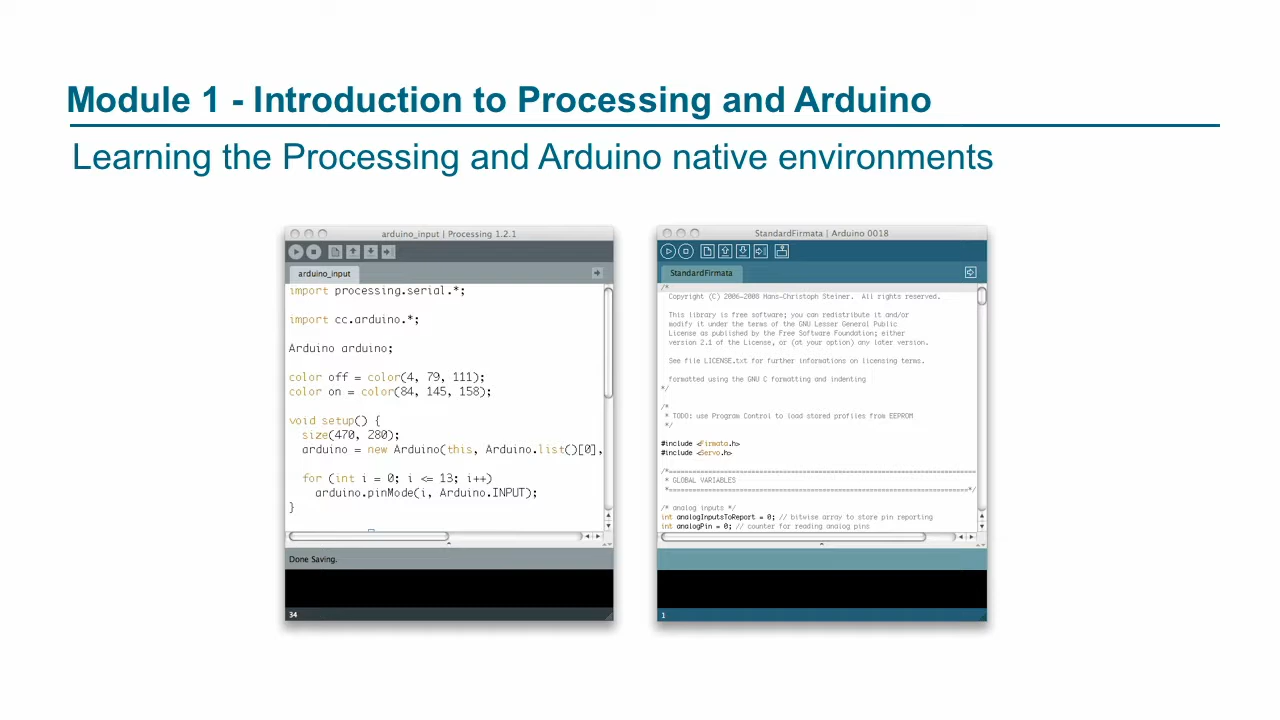 Module 1 - Introduction to Processing and Arduino
Learning the Processing and Arduino native environments
arduino_input | Processing 1.2.1
arduino_input
import processing.serial.*;
import cc.arduino.*;
Arduino arduino;
color off = color(4, 79, 111);
color on = color(84, 145, 158);
void setup() {
size(470, 280);
arduino = new Arduino(this, Arduino.list()[0],
for (int i = 0; i <= 13; i++)
arduino.pinMode(i, Arduino.INPUT);
}
Done Saving.
34
StandardFirmata | Arduino 0018
StandardFirmata
/*
Copyright (C) 2006-2008 Hans-Christoph Steiner. All rights reserved.
This library is free software; you can redistribute it and/or
modify it under the terms of the GNU Lesser General Public
License as published by the Free Software Foundation; either
version 2.1 of the License, or (at your option) any later version.
See file LICENSE.txt for further informations on licensing terms.
formatted using the GNU C formatting and indenting
*/
/*
* TODO: use Program Control to load stored profiles from EEPROM
*/
#include <Firmata.h>
#include <Servo.h>
/*==============================================================================
* GLOBAL VARIABLES
*============================================================================*/
/* analog inputs */
int analogInputsToReport = 0; // bitwise array to store pin reporting
int analogPin = 0; // counter for reading analog pins
1